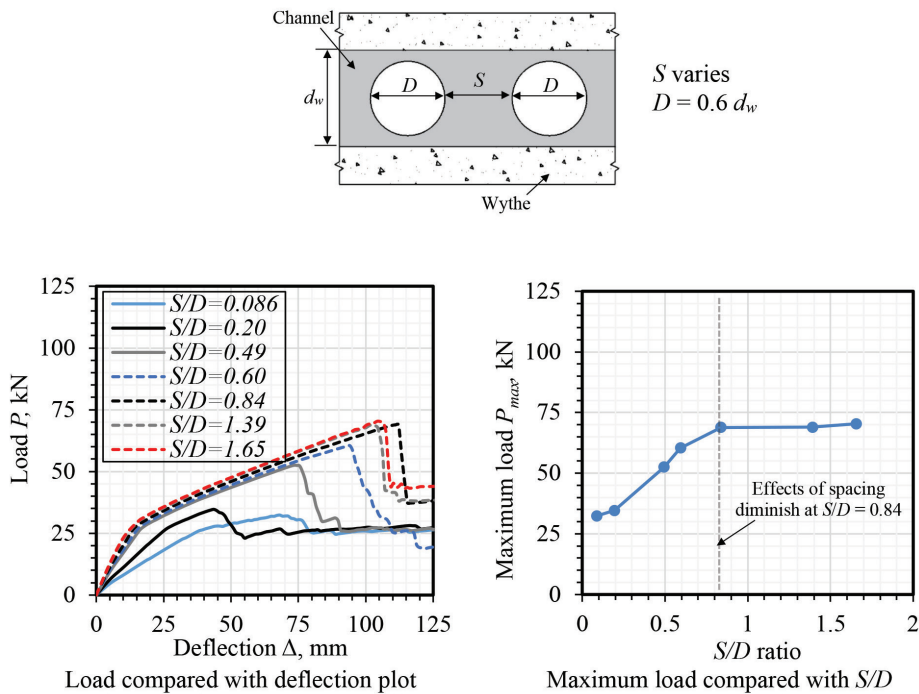 Channel
d_w
D
S
D
S varies
D = 0.6 d_w
Wythe
125
100
75
50
25
0
Load P, kN
S/D=0.086
S/D=0.20
S/D=0.49
S/D=0.60
S/D=0.84
S/D=1.39
S/D=1.65
0 25 50 75 100 125
Deflection Δ, mm
Load compared with deflection plot
125
100
75
50
25
0
Maximum load P_max, kN
Effects of spacing
diminish at S/D = 0.84
0 0.5 1 1.5 2
S/D ratio
Maximum load compared with S/D